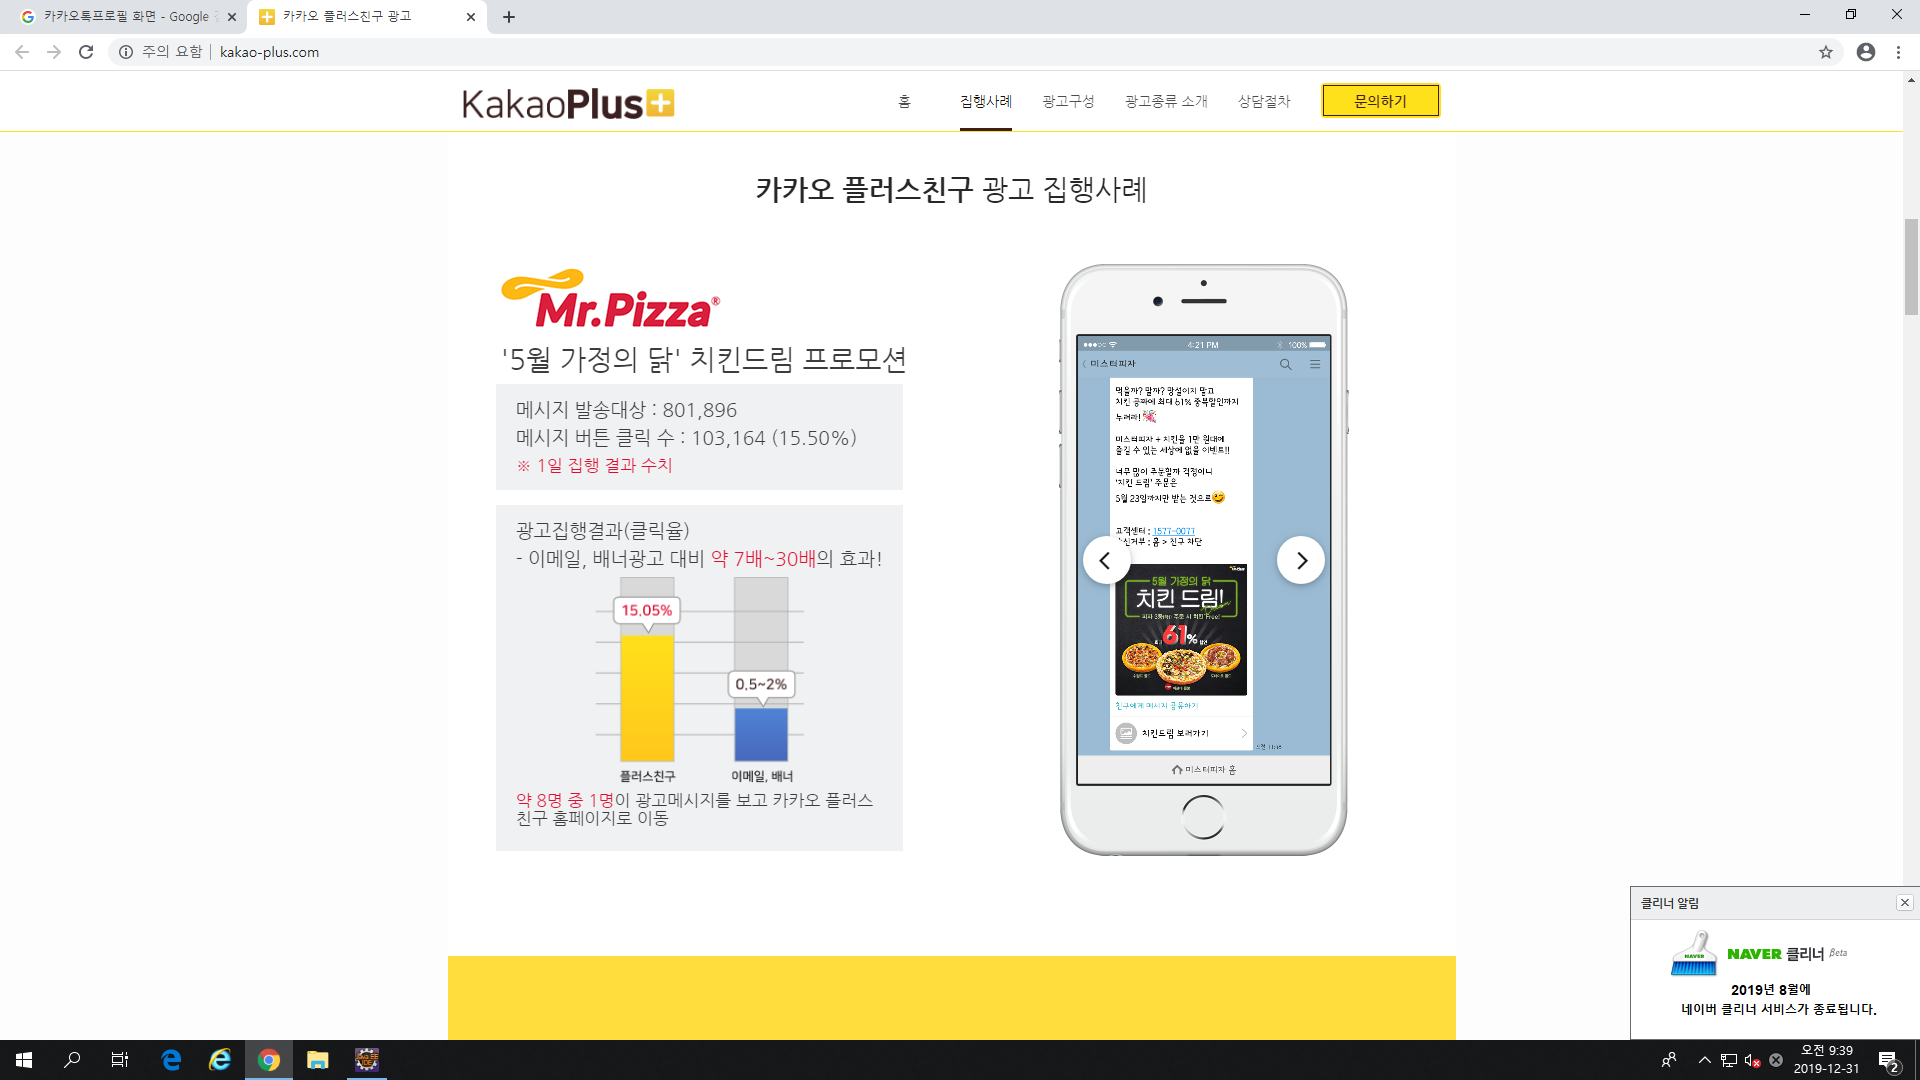 카카오톡프로필 화면 - Google
카카오 플러스친구 광고
주의 요함
kakao-plus.com
KakaoPlus+
홈
집행사례
광고구성
광고종류 소개
상담절차
문의하기
카카오 플러스친구 광고 집행사례
Mr.Pizza®
'5월 가정의 닭' 치킨드림 프로모션
메시지 발송대상 : 801,896
메시지 버튼 클릭 수 : 103,164 (15.50%)
※ 1일 집행 결과 수치
광고집행결과(클릭율)
- 이메일, 배너광고 대비 약 7배~30배의 효과!
15.05%
0.5~2%
플러스친구
이메일, 배너
약 8명 중 1명이 광고메시지를 보고 카카오 플러스
친구 홈페이지로 이동
4:21 PM
100%
미스터피자
먹을까? 말까? 망설이지 말고
치킨 공짜에 최대 61% 중복할인까지
누려라!
미스터피자 + 치킨을 1만 원대에
즐길 수 있는 세상에 없을 이벤트!!
너무 많이 주문할까 걱정이니
'치킨 드림' 주문은
5월 23일까지만 받는 것으로
고객센터 : 1577-0077
신거부 : 홈 > 친구 차단
5월 가정의 닭
치킨 드림!
61%
친구에게 메시지 공유하기
치킨드림 보러가기
미스터피자 홈
클리너 알림
NAVER
NAVER 클리너 Beta
2019년 8월에
네이버 클리너 서비스가 종료됩니다.
오전 9:39
2019-12-31
2